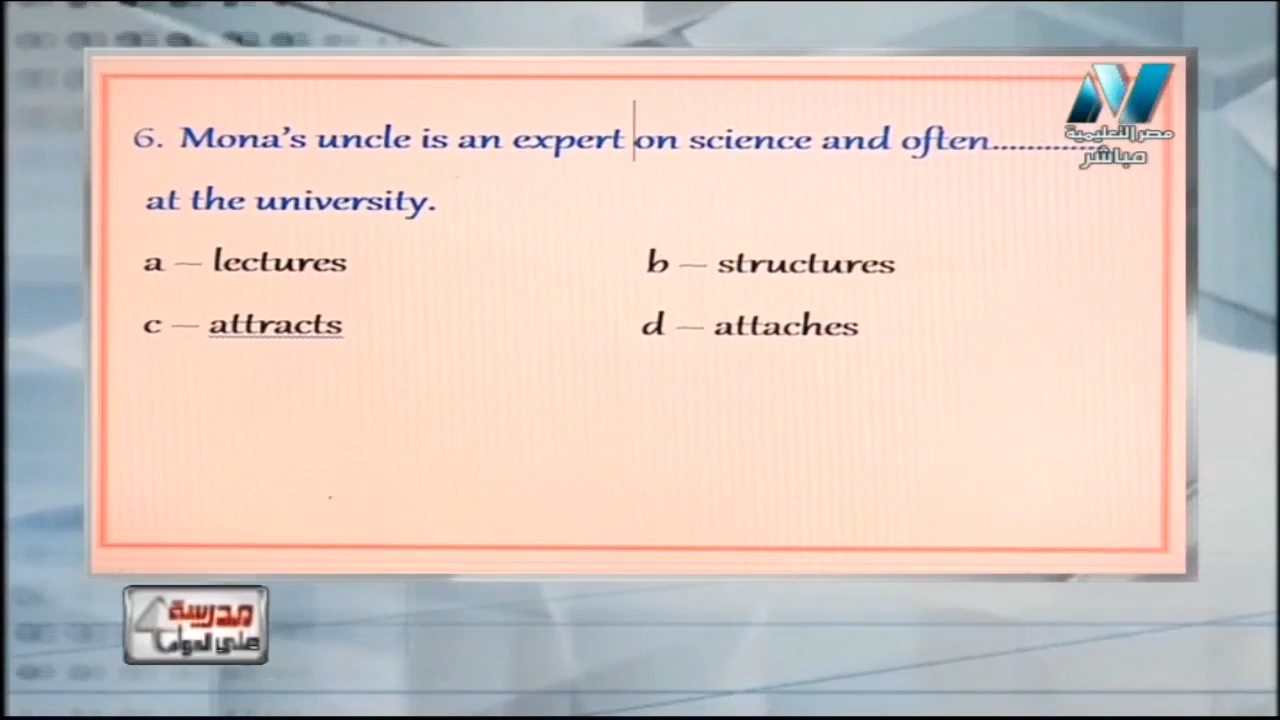 6. Mona's uncle is an expert on science and often............
at the university.
a – lectures
b – structures
c – attracts
d – attaches
مصر التعليمية
مباشر
مدرسة
على الهواء